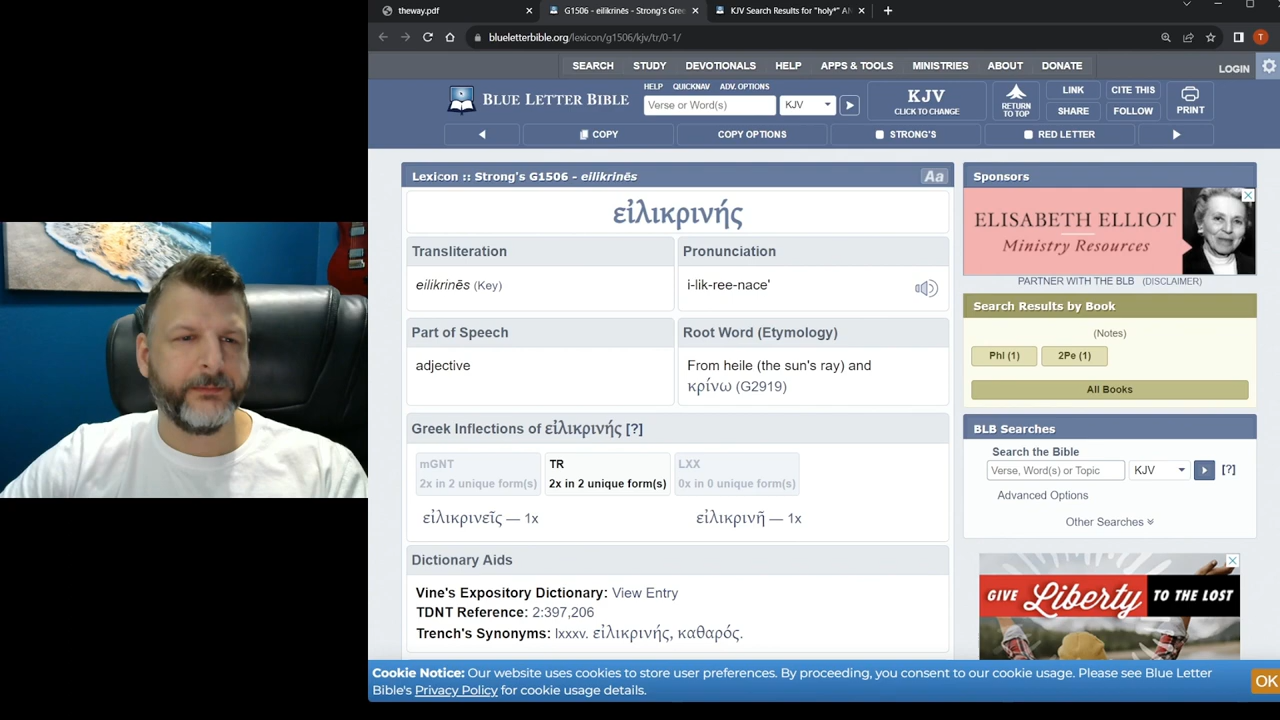 theway.pdf
G1506 - eilikrinēs - Strong's Gree
KJV Search Results for "holy*" AN
blueletterbible.org/lexicon/g1506/kjv/tr/0-1/
T
SEARCH STUDY DEVOTIONALS HELP APPS & TOOLS MINISTRIES ABOUT DONATE
LOGIN
BLUE LETTER BIBLE
HELP QUICKNAV ADV. OPTIONS
Verse or Word(s) KJV
KJV
CLICK TO CHANGE
RETURN
TO TOP
LINK CITE THIS
SHARE FOLLOW
PRINT
COPY COPY OPTIONS STRONG'S RED LETTER
Lexicon :: Strong's G1506 - eilikrinēs Aa
εἰλικρινής
Transliteration
eilikrinēs (Key)
Pronunciation
i-lik-ree-nace'
Part of Speech
adjective
Root Word (Etymology)
From heile (the sun's ray) and
κρίνω (G2919)
Greek Inflections of εἰλικρινής [?]
mGNT
2x in 2 unique form(s)
TR
2x in 2 unique form(s)
LXX
0x in 0 unique form(s)
εἰλικρινεῖς — 1x
εἰλικρινῆ — 1x
Dictionary Aids
Vine's Expository Dictionary: View Entry
TDNT Reference: 2:397,206
Trench's Synonyms: lxxxv. εἰλικρινής, καθαρός.
Sponsors
ELISABETH ELLIOT
Ministry Resources
PARTNER WITH THE BLB (DISCLAIMER)
Search Results by Book
(Notes)
Phl (1) 2Pe (1)
All Books
BLB Searches
Search the Bible
Verse, Word(s) or Topic KJV [?]
Advanced Options
Other Searches
GIVE Liberty TO THE LOST
Cookie Notice: Our website uses cookies to store user preferences. By proceeding, you consent to our cookie usage. Please see Blue Letter
Bible's Privacy Policy for cookie usage details.
OK